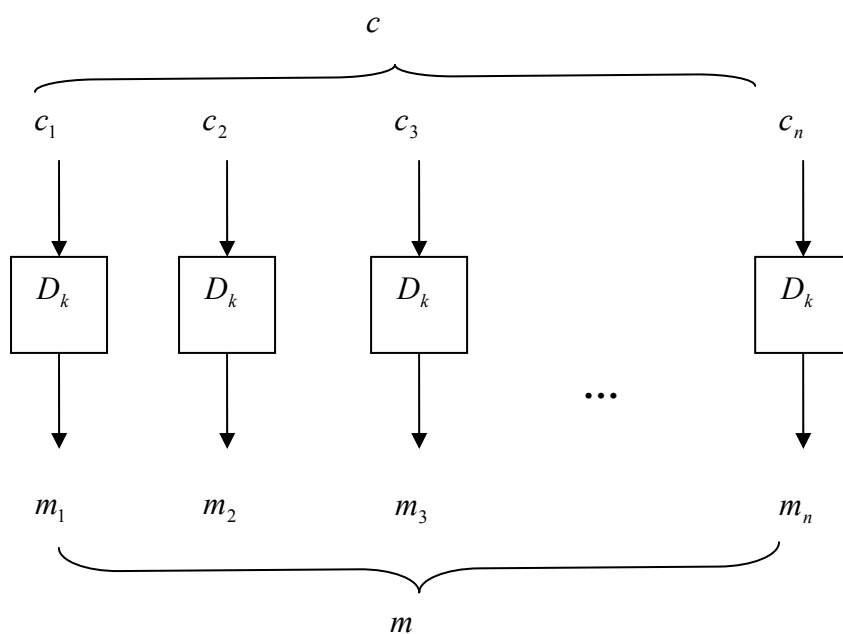 c
c₁ c₂ c₃ cₙ
Dₖ Dₖ Dₖ Dₖ
...
m₁ m₂ m₃ mₙ
m